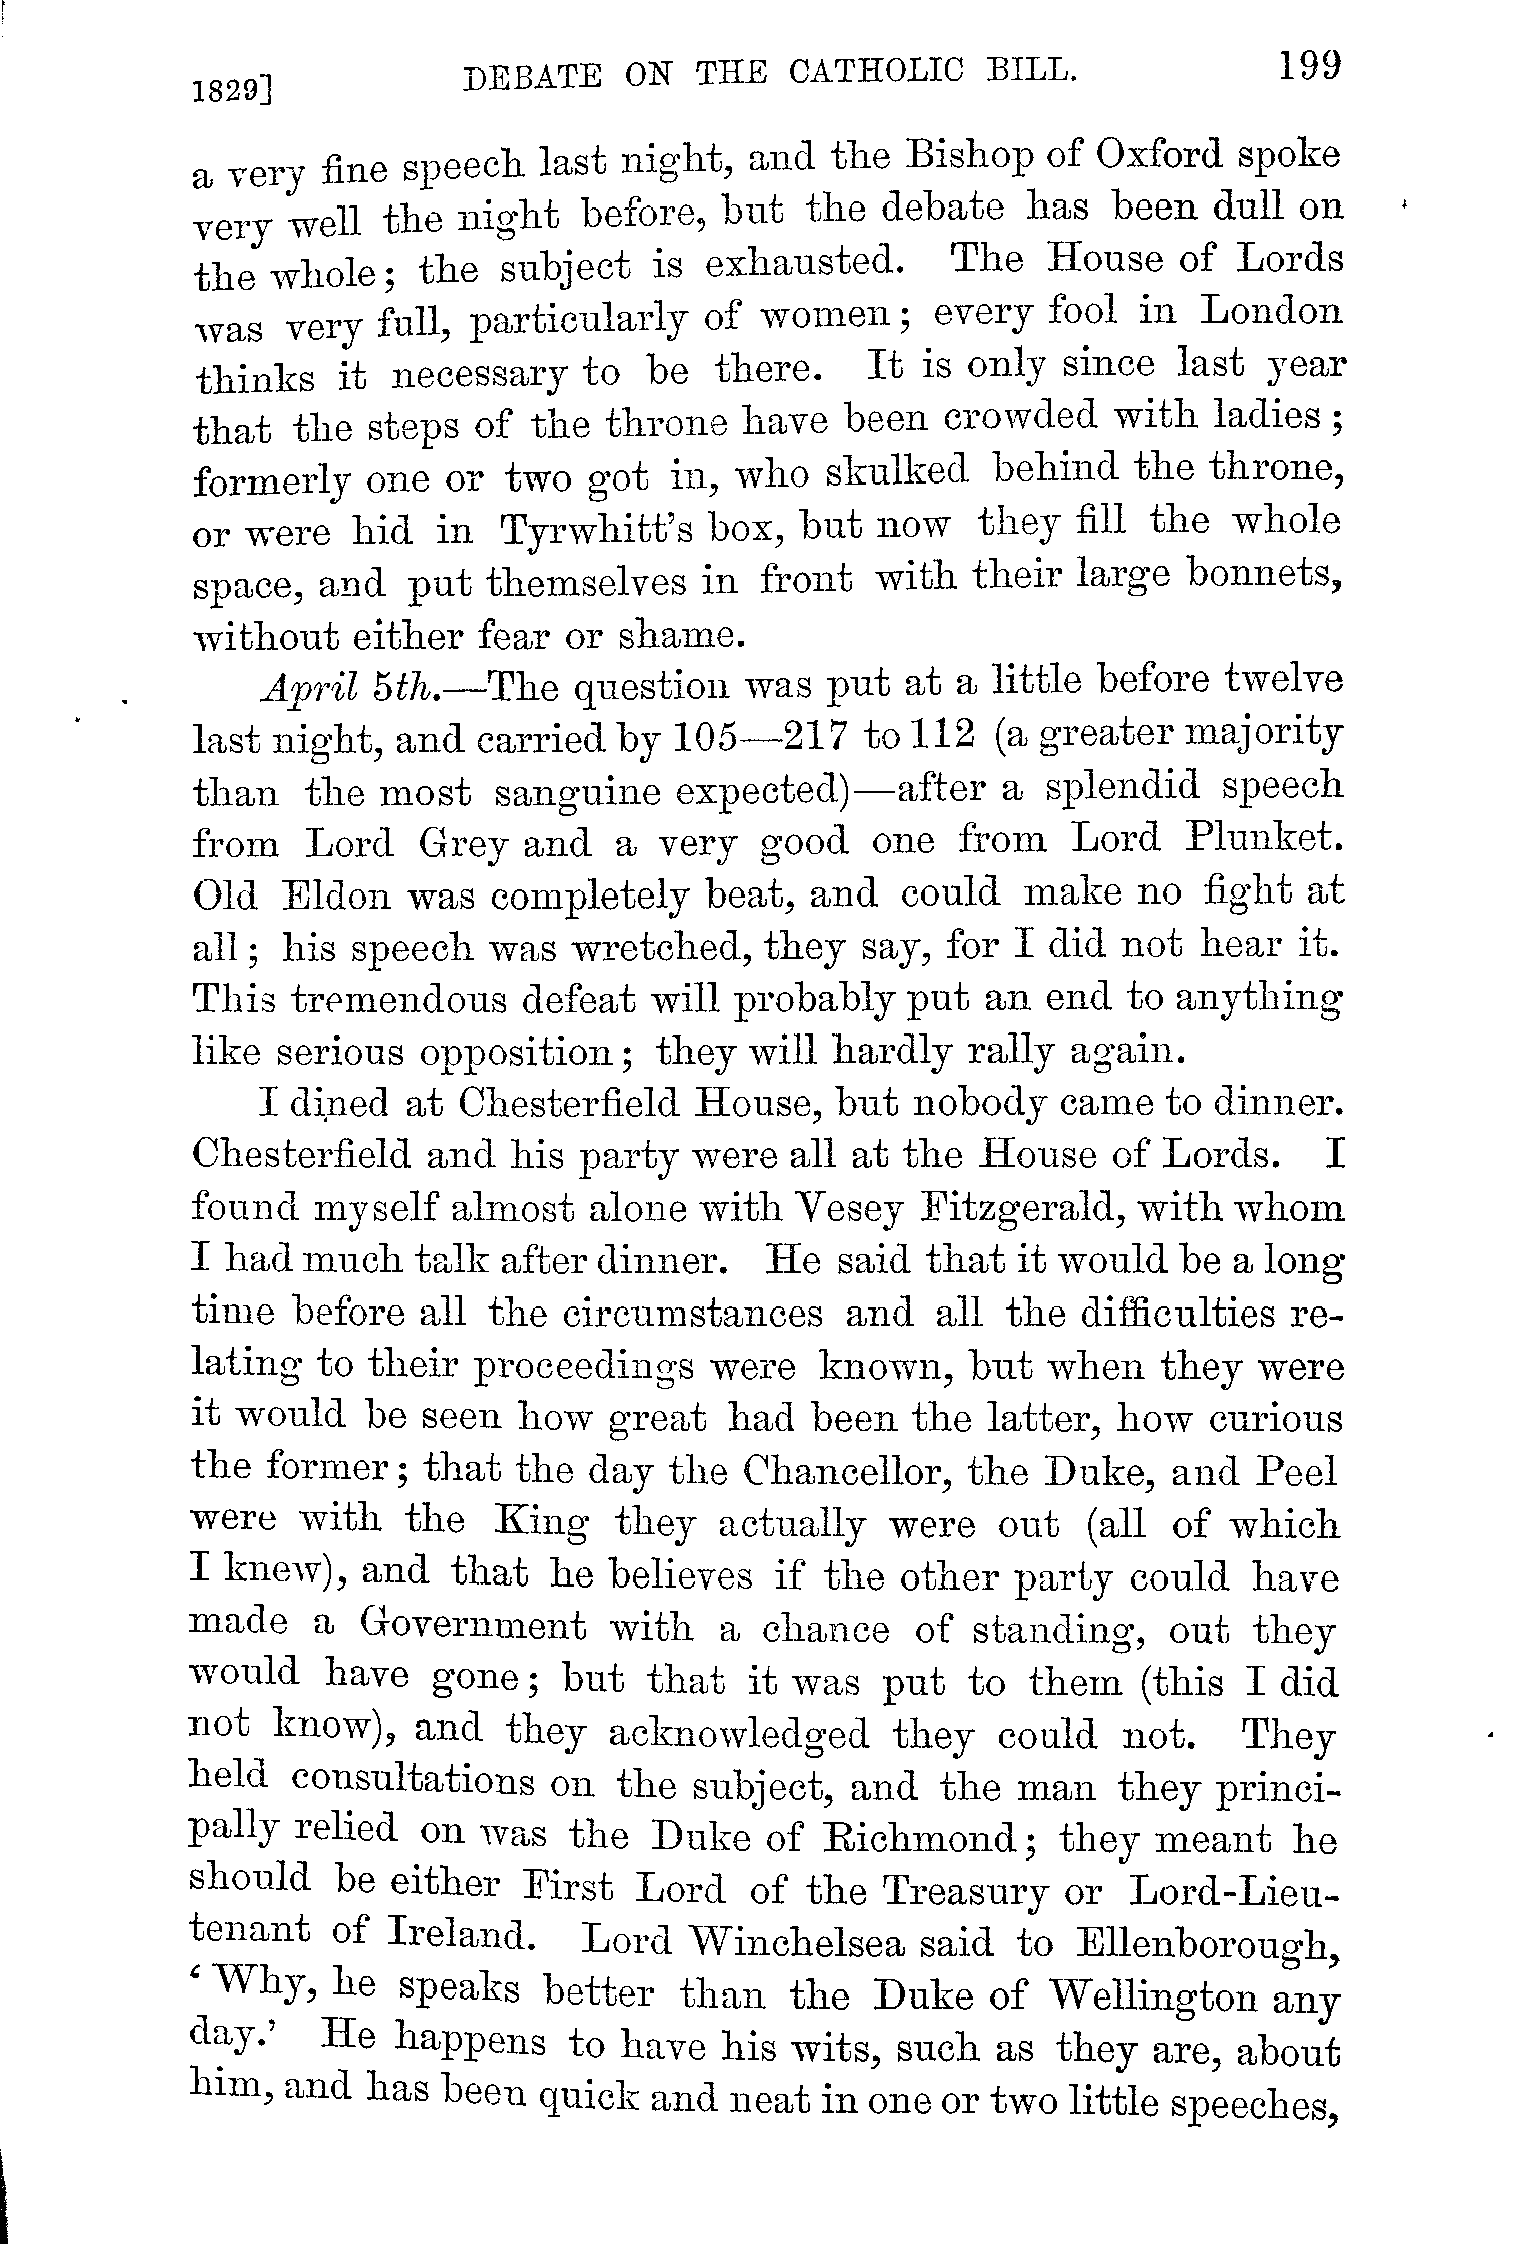 1829] DEBATE ON THE CATHOLIC BILL. 199
a very fine speech last night, and the Bishop of Oxford spoke
very well the night before, but the debate has been dull on
the whole; the subject is exhausted. The House of Lords
was very full, particularly of women; every fool in London
thinks it necessary to be there. It is only since last year
that the steps of the throne have been crowded with ladies;
formerly one or two got in, who skulked behind the throne,
or were hid in Tyrwhitt's box, but now they fill the whole
space, and put themselves in front with their large bonnets,
without either fear or shame.
April 5th.—The question was put at a little before twelve
last night, and carried by 105—217 to 112 (a greater majority
than the most sanguine expected)—after a splendid speech
from Lord Grey and a very good one from Lord Plunket.
Old Eldon was completely beat, and could make no fight at
all; his speech was wretched, they say, for I did not hear it.
This tremendous defeat will probably put an end to anything
like serious opposition; they will hardly rally again.
I dined at Chesterfield House, but nobody came to dinner.
Chesterfield and his party were all at the House of Lords. I
found myself almost alone with Vesey Fitzgerald, with whom
I had much talk after dinner. He said that it would be a long
time before all the circumstances and all the difficulties re-
lating to their proceedings were known, but when they were
it would be seen how great had been the latter, how curious
the former; that the day the Chancellor, the Duke, and Peel
were with the King they actually were out (all of which
I knew), and that he believes if the other party could have
made a Government with a chance of standing, out they
would have gone; but that it was put to them (this I did
not know), and they acknowledged they could not. They
held consultations on the subject, and the man they princi-
pally relied on was the Duke of Richmond; they meant he
should be either First Lord of the Treasury or Lord-Lieu-
tenant of Ireland. Lord Winchelsea said to Ellenborough,
‘Why, he speaks better than the Duke of Wellington any
day.’ He happens to have his wits, such as they are, about
him, and has been quick and neat in one or two little speeches,